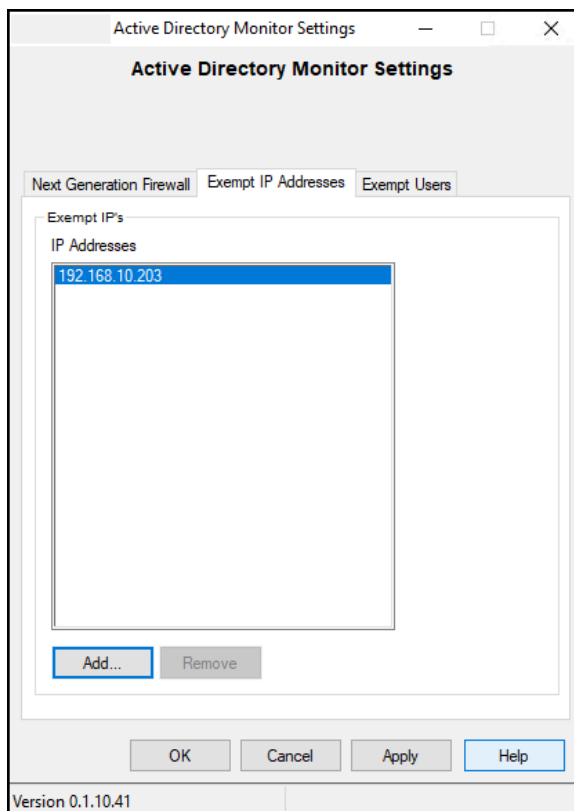 Active Directory Monitor Settings
Active Directory Monitor Settings
Next Generation Firewall Exempt IP Addresses Exempt Users
Exempt IP's
IP Addresses
192.168.10.203
Add... Remove
OK Cancel Apply Help
Version 0.1.10.41